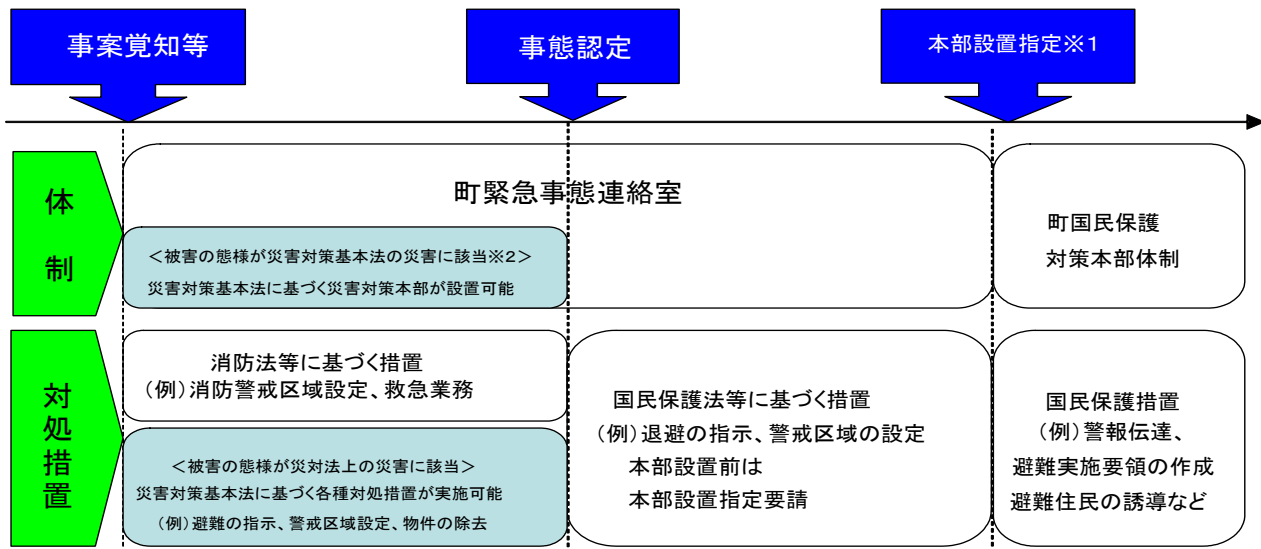 事案覚知等
事態認定
本部設置指定※1
体制
町緊急事態連絡室
<被害の態様が災害対策基本法の災害に該当※2>
災害対策基本法に基づく災害対策本部が設置可能
町国民保護
対策本部体制
対処措置
消防法等に基づく措置
(例)消防警戒区域設定、救急業務
<被害の態様が災対法上の災害に該当>
災害対策基本法に基づく各種対処措置が実施可能
(例)避難の指示、警戒区域設定、物件の除去
国民保護法等に基づく措置
(例)退避の指示、警戒区域の設定
本部設置前は
本部設置指定要請
国民保護措置
(例)警報伝達、
避難実施要領の作成
避難住民の誘導など